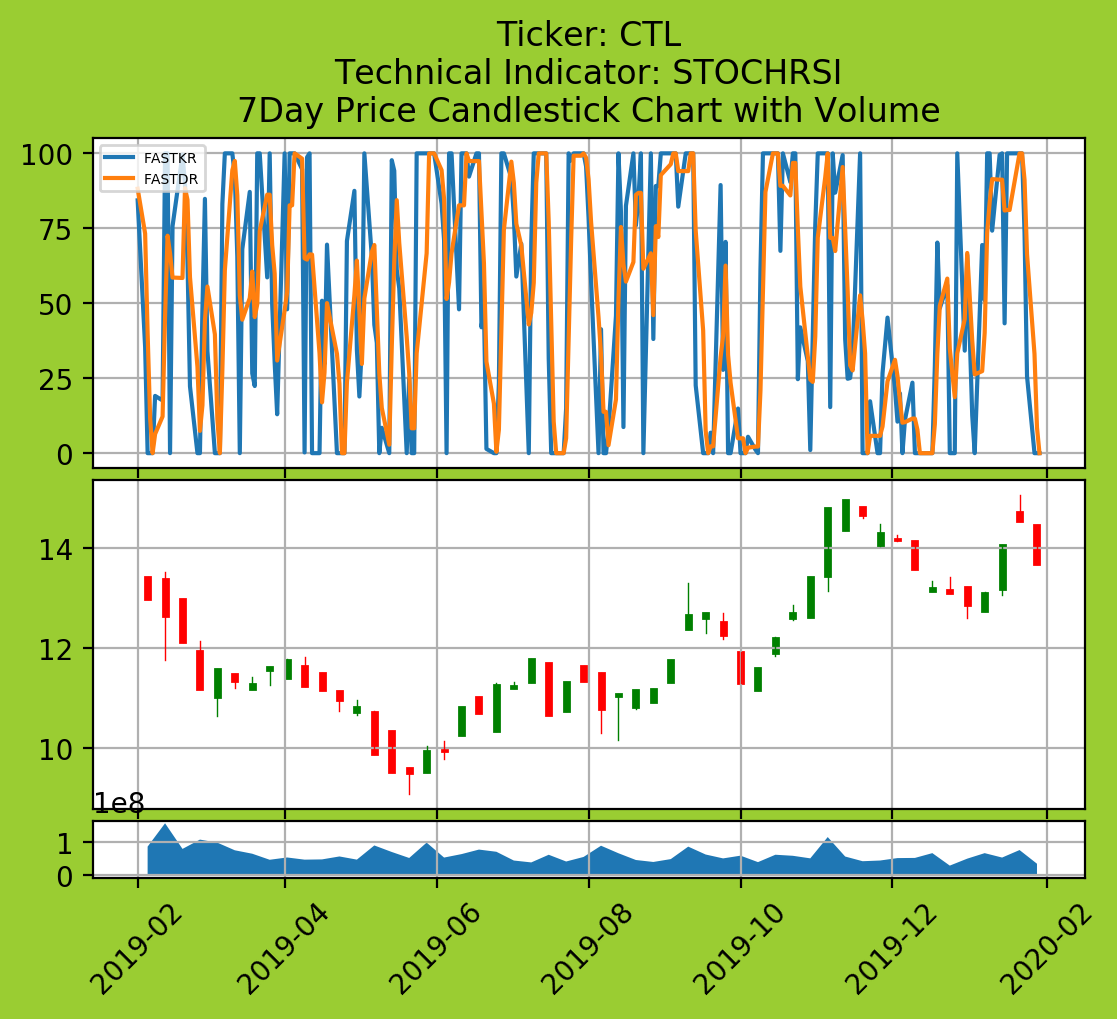 Ticker: CTL
Technical Indicator: STOCHRSI
7Day Price Candlestick Chart with Volume
100
75
50
25
0
FASTKR
FASTDR
14
12
10
1e8
1
0
2019-02
2019-04
2019-06
2019-08
2019-10
2019-12
2020-02